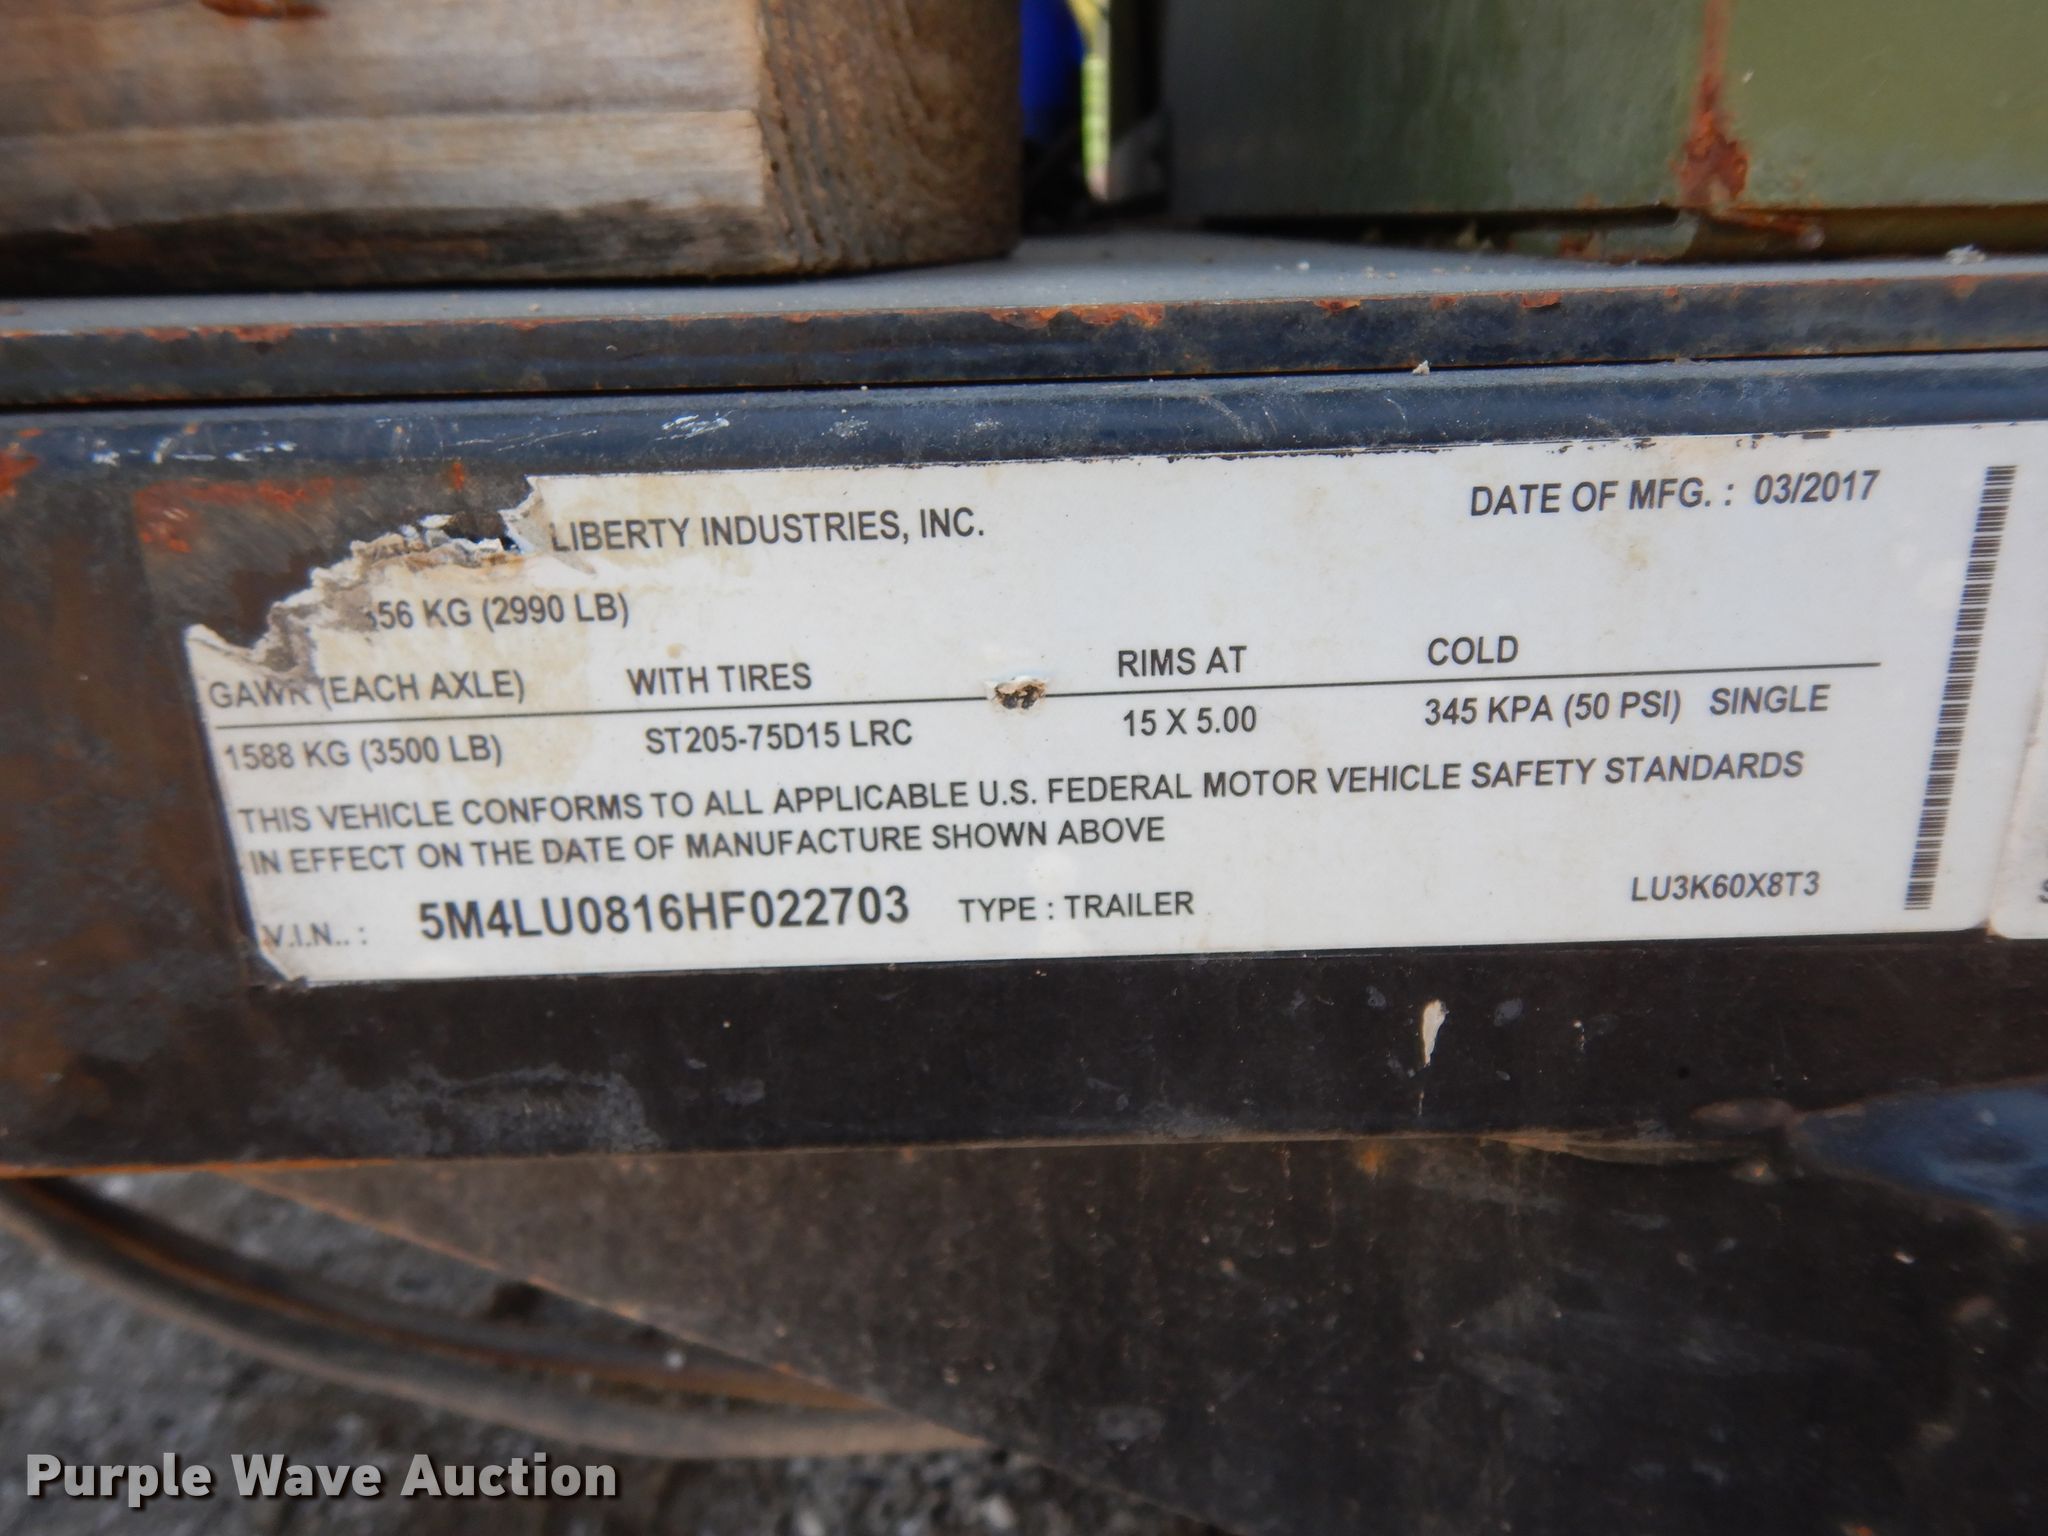 LIBERTY INDUSTRIES, INC.
DATE OF MFG. : 03/2017
KG (2990 LB)
GAWR (EACH AXLE) WITH TIRES RIMS AT COLD
1588 KG (3500 LB) ST205-75D15 LRC 15 X 5.00 345 KPA (50 PSI) SINGLE
THIS VEHICLE CONFORMS TO ALL APPLICABLE U.S. FEDERAL MOTOR VEHICLE SAFETY STANDARDS
IN EFFECT ON THE DATE OF MANUFACTURE SHOWN ABOVE
V.I.N.. : 5M4LU0816HF022703 TYPE : TRAILER LU3K60X8T3
Purple Wave Auction